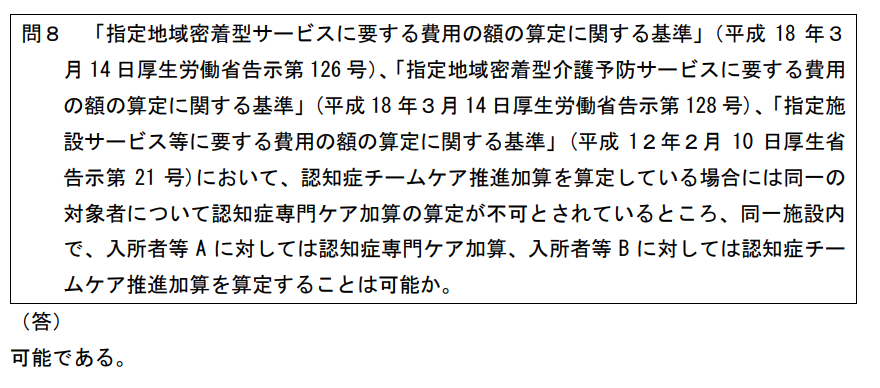 問８　「指定地域密着型サービスに要する費用の額の算定に関する基準」（平成 18 年３
月 14 日厚生労働省告示第 126 号）、「指定地域密着型介護予防サービスに要する費用
の額の算定に関する基準」（平成 18 年３月 14 日厚生労働省告示第 128 号）、「指定施
設サービス等に要する費用の額の算定に関する基準」（平成 １２年２月 10 日厚生省
告示第 21 号)において、認知症チームケア推進加算を算定している場合には同一の
対象者について認知症専門ケア加算の算定が不可とされているところ、同一施設内
で、入所者等 A に対しては認知症専門ケア加算、入所者等 B に対しては認知症チー
ムケア推進加算を算定することは可能か。
（答）
可能である。